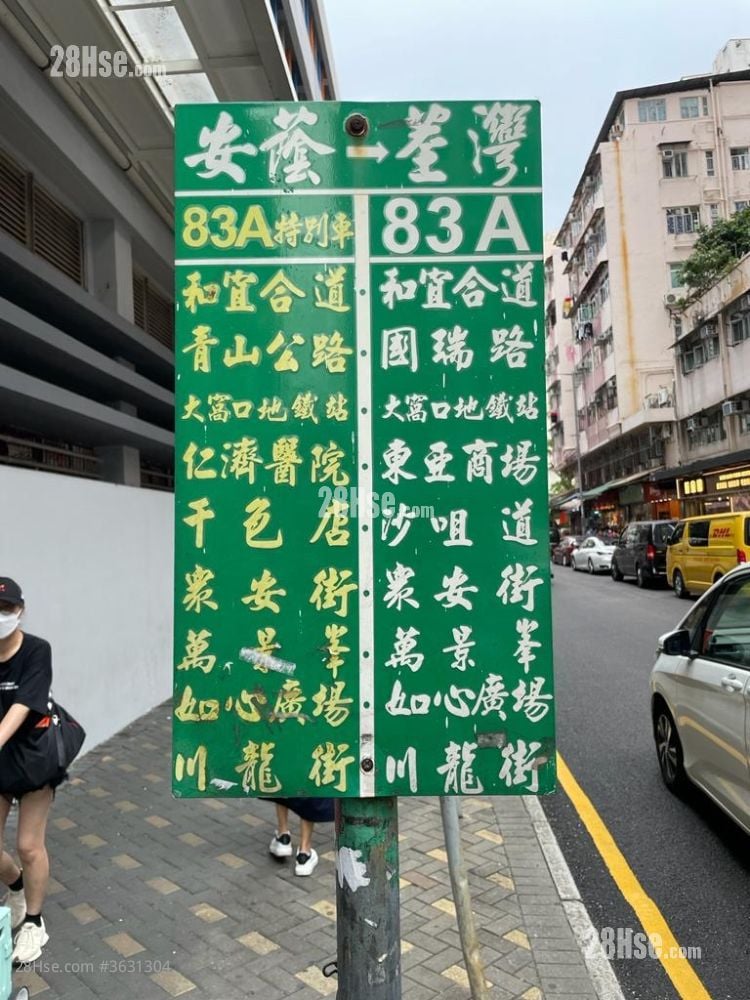 28Hse.com
安蔭→荃灣
83A特別車
83A
和宜合道
青山公路
大窩口地鐵站
仁濟醫院
千色店
眾安街
萬景峯
如心廣場
川龍街
和宜合道
國瑞路
大窩口地鐵站
東亞商場
沙咀道
眾安街
萬景峯
如心廣場
川龍街
28Hse.com
DHL
28Hse.com
28Hse.com #3631304